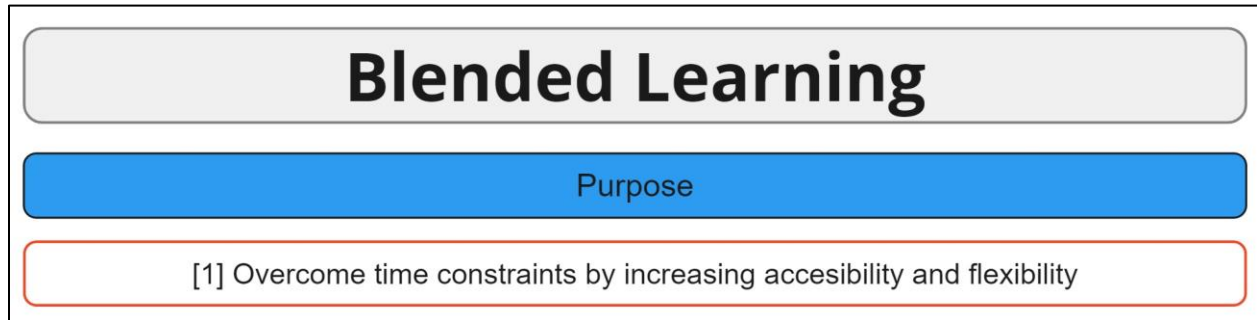 Blended Learning
Purpose
[1] Overcome time constraints by increasing accesibility and flexibility